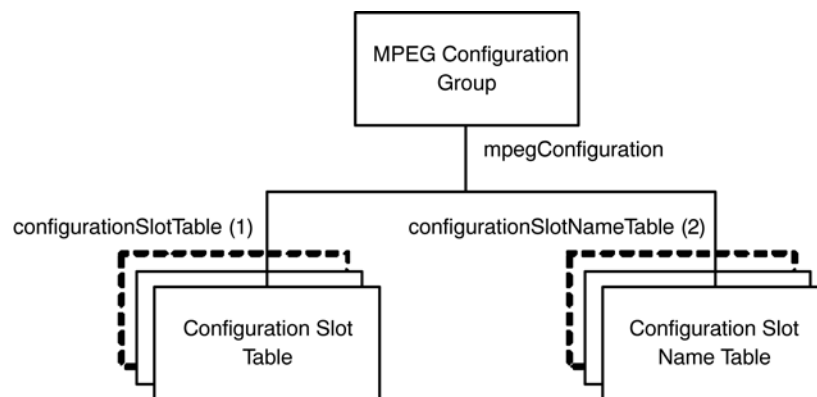 MPEG Configuration
Group
mpegConfiguration
configurationSlotTable (1)
configurationSlotNameTable (2)
Configuration Slot
Table
Configuration Slot
Name Table